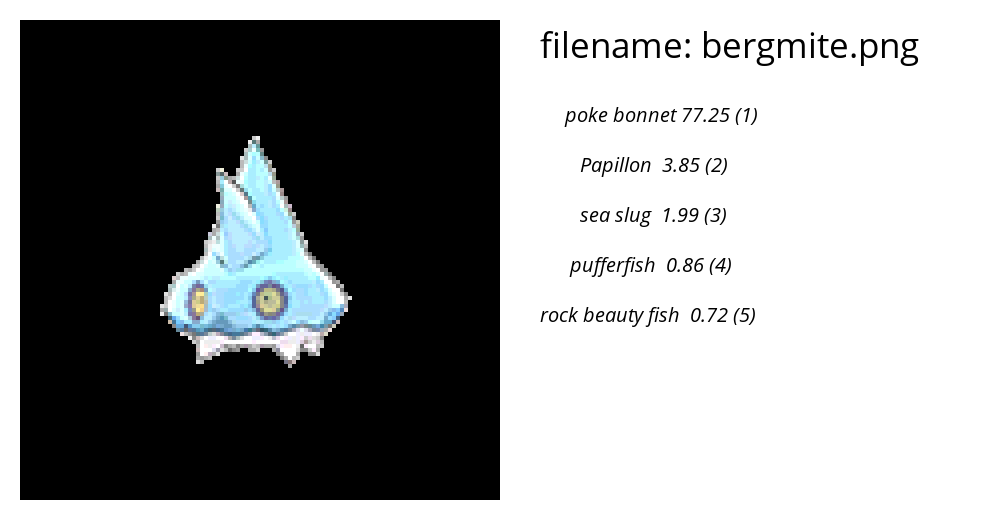 filename: bergmite.png
poke bonnet 77.25 (1)
Papillon 3.85 (2)
sea slug 1.99 (3)
pufferfish 0.86 (4)
rock beauty fish 0.72 (5)